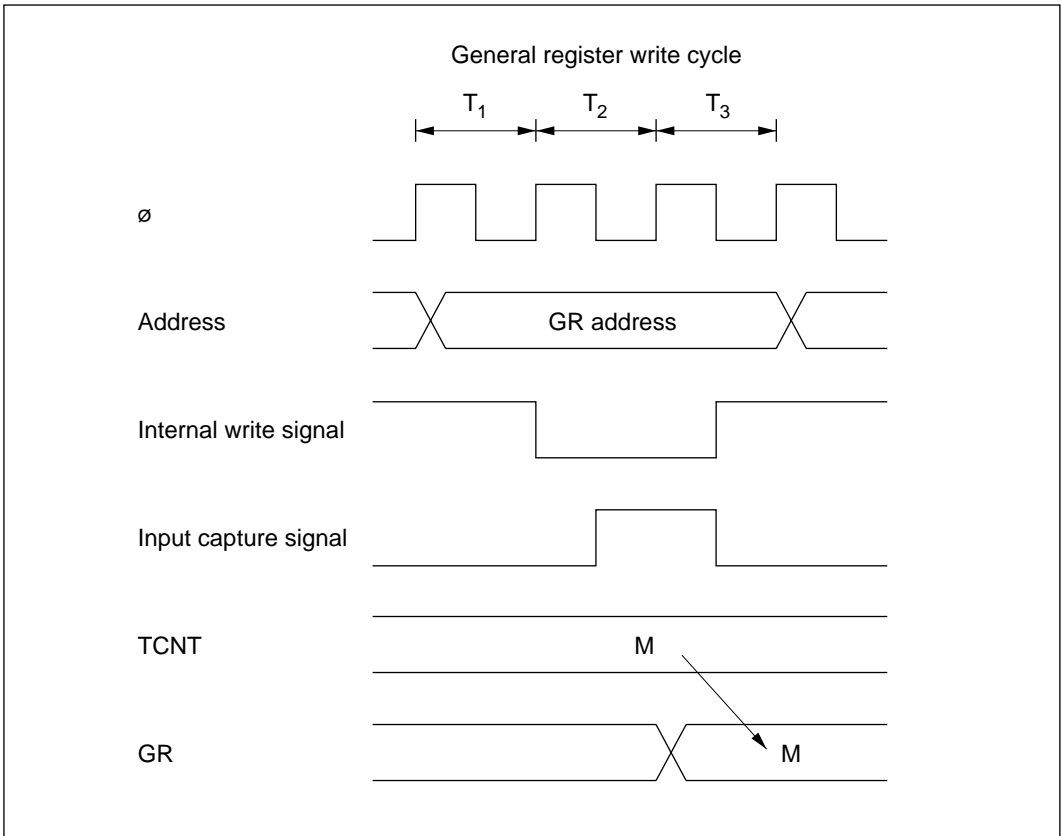 General register write cycle
T1 T2 T3
ø
Address GR address
Internal write signal
Input capture signal
TCNT M
GR M